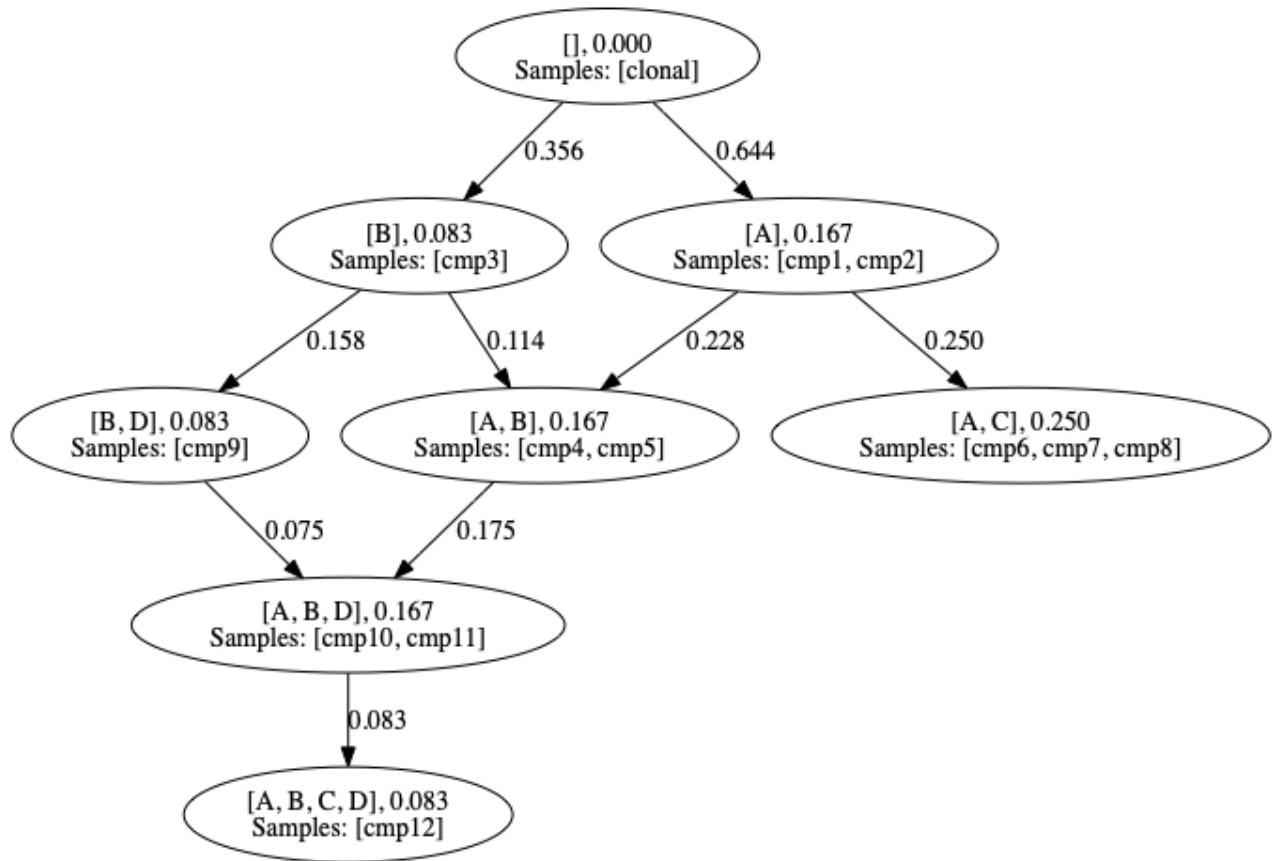 [], 0.000
Samples: [clonal]
0.356
0.644
[B], 0.083
Samples: [cmp3]
[A], 0.167
Samples: [cmp1, cmp2]
0.158
0.114
0.228
0.250
[B, D], 0.083
Samples: [cmp9]
[A, B], 0.167
Samples: [cmp4, cmp5]
[A, C], 0.250
Samples: [cmp6, cmp7, cmp8]
0.075
0.175
[A, B, D], 0.167
Samples: [cmp10, cmp11]
0.083
[A, B, C, D], 0.083
Samples: [cmp12]